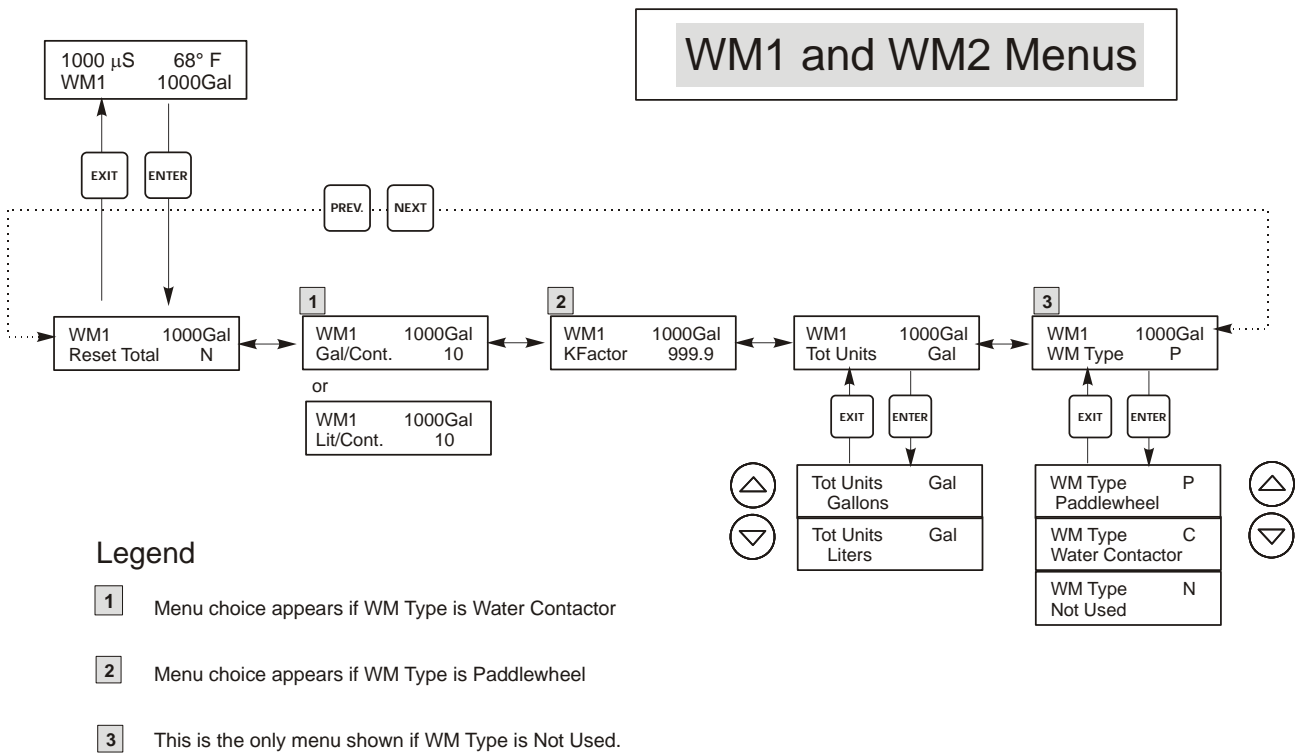 WM1 and WM2 Menus
1000 μS 68° F
WM1 1000Gal
EXIT
ENTER
PREV.
NEXT
WM1 1000Gal
Reset Total N
1
WM1 1000Gal
Gal/Cont. 10
or
WM1 1000Gal
Lit/Cont. 10
2
WM1 1000Gal
KFactor 999.9
WM1 1000Gal
Tot Units Gal
EXIT
ENTER
Tot Units Gal
Gallons
Tot Units Gal
Liters
3
WM1 1000Gal
WM Type P
EXIT
ENTER
WM Type P
Paddlewheel
WM Type C
Water Contactor
WM Type N
Not Used
Legend
1 Menu choice appears if WM Type is Water Contactor
2 Menu choice appears if WM Type is Paddlewheel
3 This is the only menu shown if WM Type is Not Used.